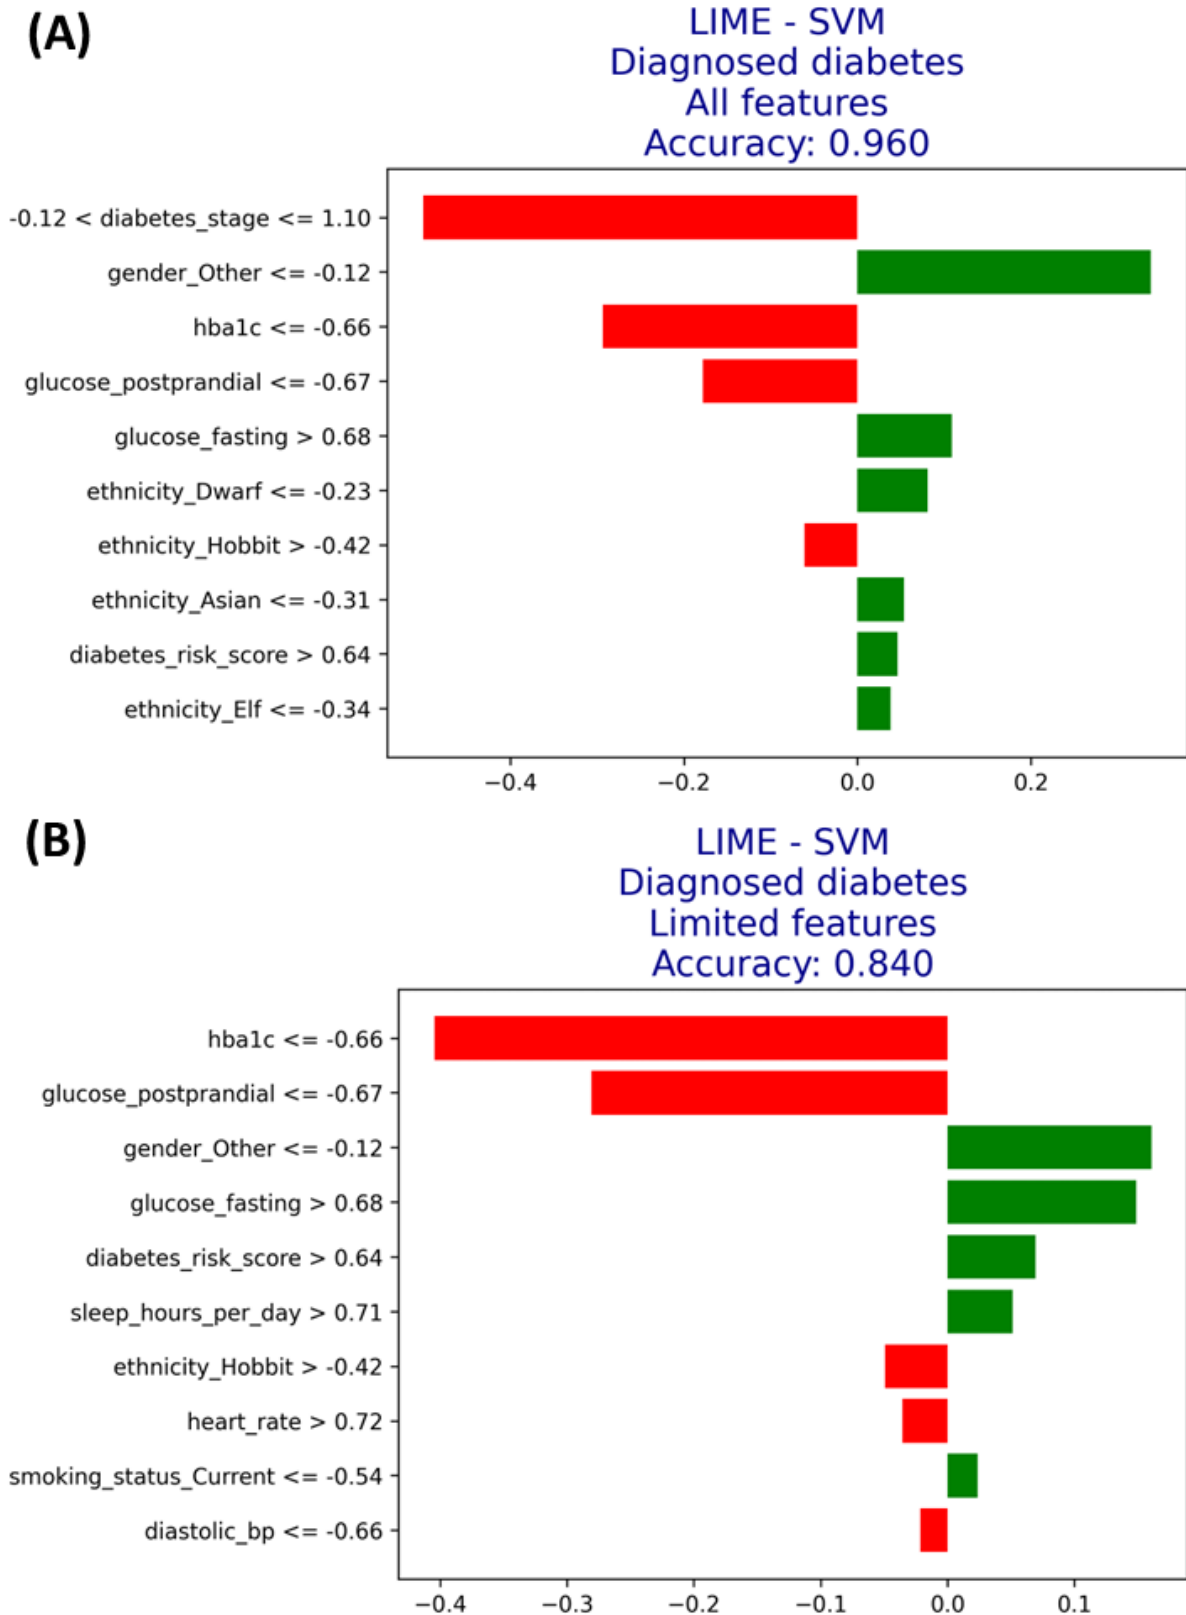 (A)
LIME - SVM
Diagnosed diabetes
All features
Accuracy: 0.960
-0.12 < diabetes_stage <= 1.10
gender_Other <= -0.12
hba1c <= -0.66
glucose_postprandial <= -0.67
glucose_fasting > 0.68
ethnicity_Dwarf <= -0.23
ethnicity_Hobbit > -0.42
ethnicity_Asian <= -0.31
diabetes_risk_score > 0.64
ethnicity_Elf <= -0.34
−0.4 −0.2 0.0 0.2
(B)
LIME - SVM
Diagnosed diabetes
Limited features
Accuracy: 0.840
hba1c <= -0.66
glucose_postprandial <= -0.67
gender_Other <= -0.12
glucose_fasting > 0.68
diabetes_risk_score > 0.64
sleep_hours_per_day > 0.71
ethnicity_Hobbit > -0.42
heart_rate > 0.72
smoking_status_Current <= -0.54
diastolic_bp <= -0.66
−0.4 −0.3 −0.2 −0.1 0.0 0.1